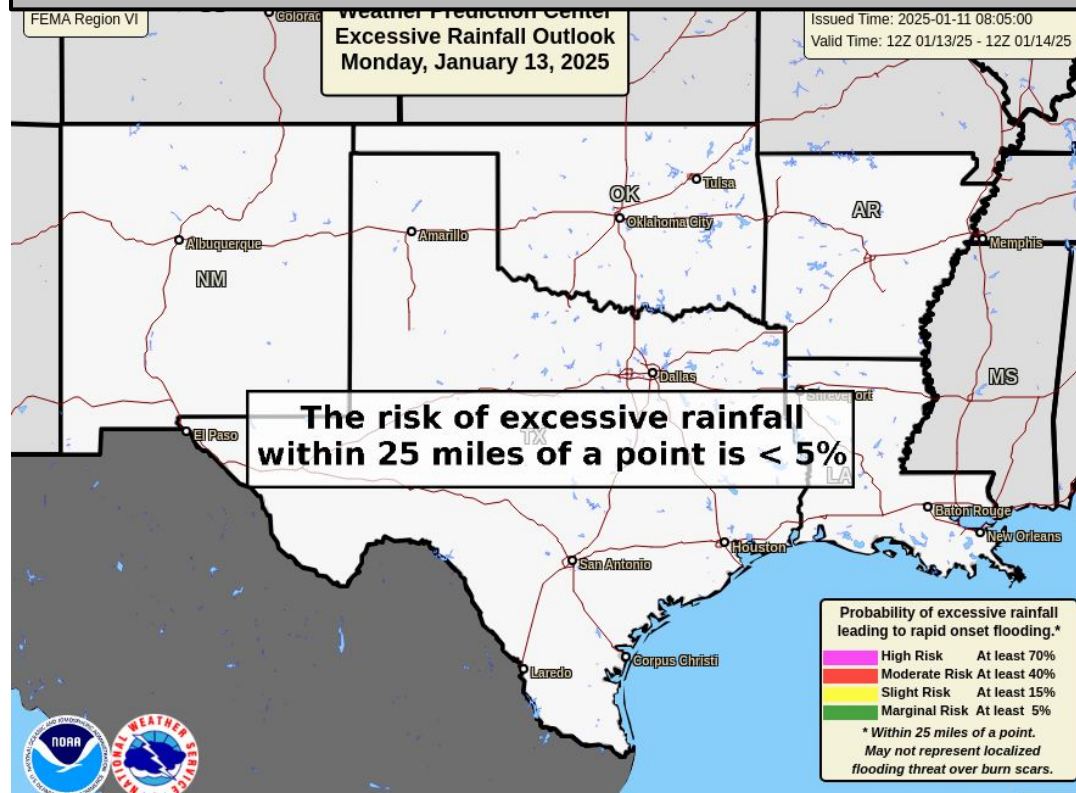 FEMA Region VI
Weather Prediction Center
Excessive Rainfall Outlook
Monday, January 13, 2025
Issued Time: 2025-01-11 08:05:00
Valid Time: 12Z 01/13/25 - 12Z 01/14/25
Colorad
Tulsa
OK
Oklahoma City
AR
Albuquerque
Amarillo
Memphis
NM
Dallas
MS
Shreveport
The risk of excessive rainfall
within 25 miles of a point is < 5%
El Paso
TX
LA
Baton Rouge
New Orleans
Houston
San Antonio
Corpus Christi
Laredo
Probability of excessive rainfall
leading to rapid onset flooding.*
High Risk At least 70%
Moderate Risk At least 40%
Slight Risk At least 15%
Marginal Risk At least 5%
* Within 25 miles of a point.
May not represent localized
flooding threat over burn scars.
NOAA
NATIONAL WEATHER SERVICE